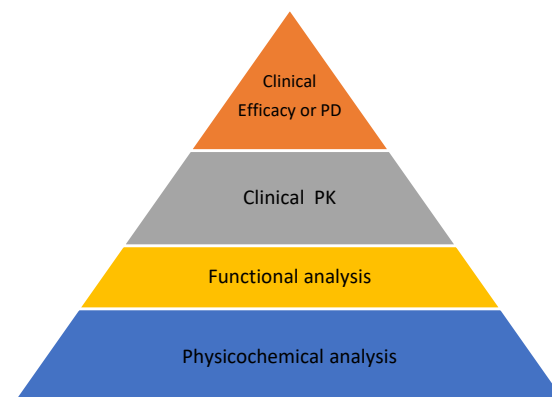 Clinical
Efficacy or PD
Clinical PK
Functional analysis
Physicochemical analysis